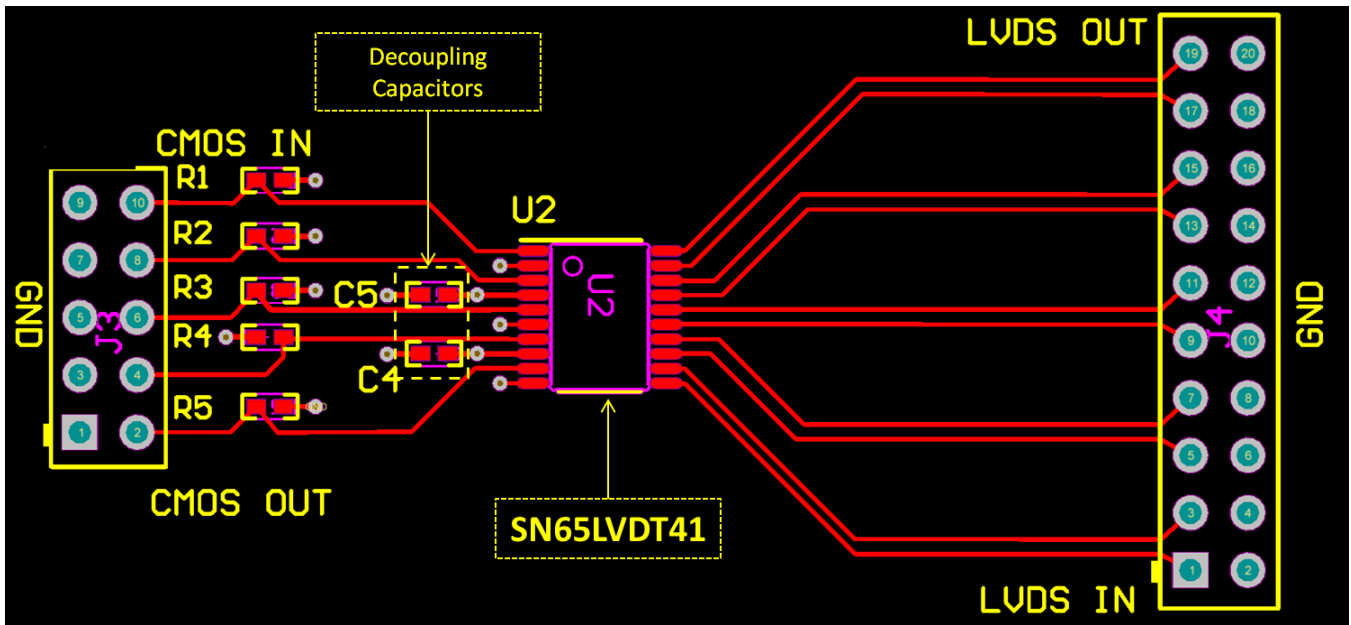 LVDS OUT
Decoupling
Capacitors
19 20
17 18
CMOS IN
R1
15 16
9 10
U2
13 14
R2
7 8
R3
C5
U2
11 12
GND
5 6
J3
R4
9 10
J4
GND
3 4
C4
7 8
R5
1 2
5 6
CMOS OUT
3 4
SN65LVDT41
1 2
LVDS IN